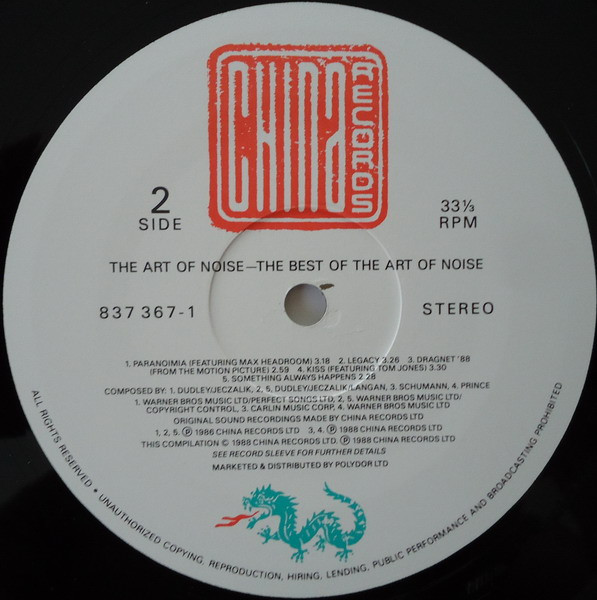 CHINA
RECORDS
2
SIDE
33⅓
RPM
THE ART OF NOISE—THE BEST OF THE ART OF NOISE
837 367-1
STEREO
1. PARANOIMIA (FEATURING MAX HEADROOM) 3.18 2. LEGACY 3.26 3. DRAGNET '88
(FROM THE MOTION PICTURE) 2.59 4. KISS (FEATURING TOM JONES) 3.30
5. SOMETHING ALWAYS HAPPENS 2.28
COMPOSED BY: 1. DUDLEY/JECZALIK, 2, 5, DUDLEY/JECZALIK/LANGAN, 3. SCHUMANN, 4. PRINCE
1. WARNER BROS MUSIC LTD/PERFECT SONGS LTD, 2, 5. WARNER BROS MUSIC LTD/
COPYRIGHT CONTROL, 3. CARLIN MUSIC CORP, 4. WARNER BROS MUSIC LTD
ORIGINAL SOUND RECORDINGS MADE BY CHINA RECORDS LTD
1, 2, 5, ℗ 1986 CHINA RECORDS LTD 3, 4, ℗ 1988 CHINA RECORDS LTD
THIS COMPILATION © 1988 CHINA RECORDS LTD. ℗ 1988 CHINA RECORDS LTD
SEE RECORD SLEEVE FOR FURTHER DETAILS
MARKETED & DISTRIBUTED BY POLYDOR LTD
ALL RIGHTS RESERVED • UNAUTHORIZED COPYING, REPRODUCTION, HIRING, LENDING, PUBLIC PERFORMANCE AND BROADCASTING PROHIBITED